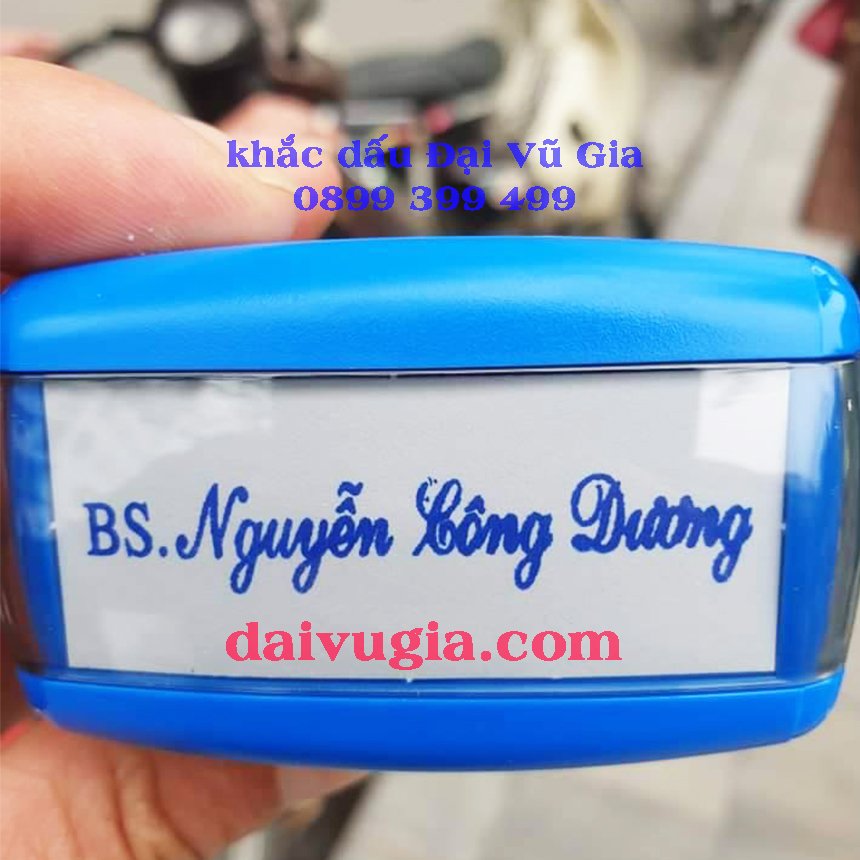 khắc dấu Đại Vũ Gia
0899 399 499
BS. Nguyễn Công Dương
daivugia.com